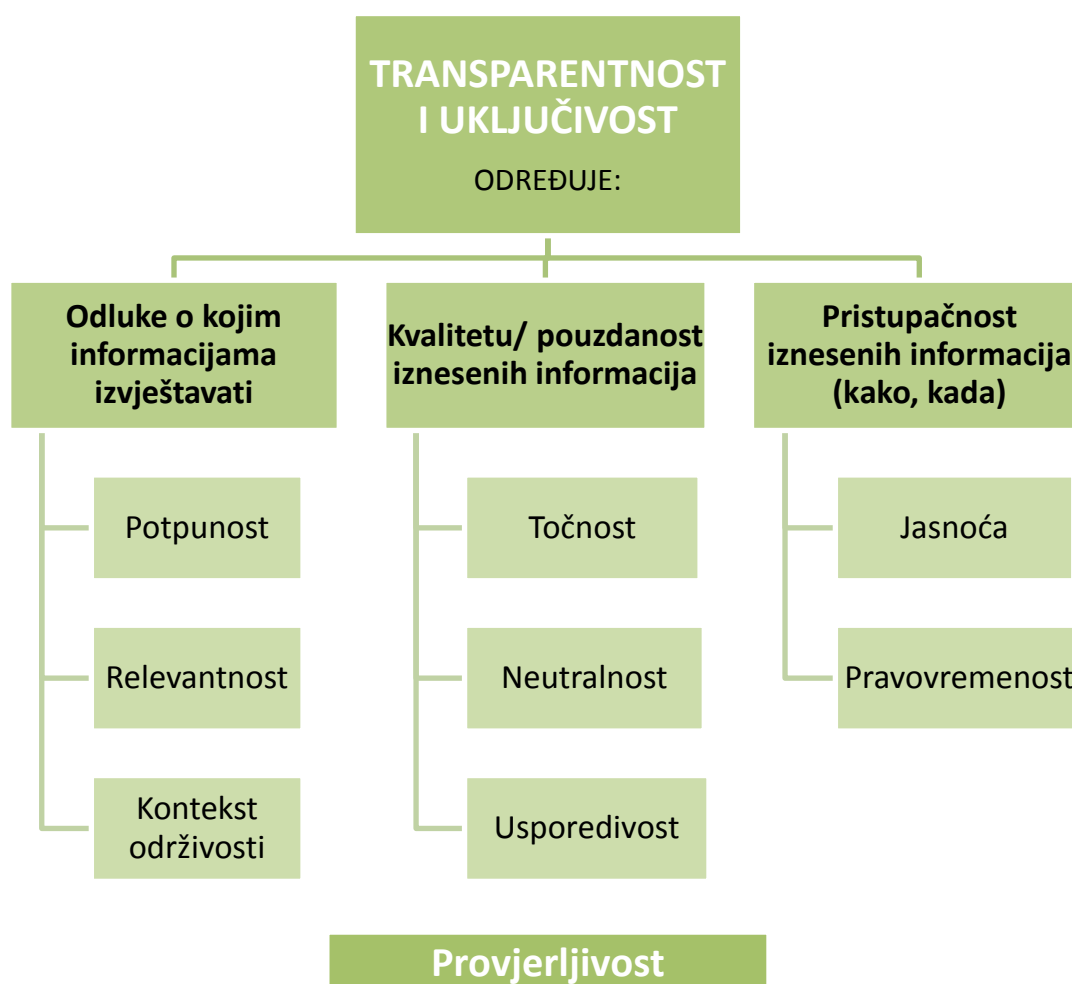 TRANSPARENTNOST
I UKLJUČIVOST
ODREĐUJE:
Odluke o kojim
informacijama
izvještavati
Potpunost
Relevantnost
Kontekst
održivosti
Kvalitetu/ pouzdanost
iznesenih informacija
Točnost
Neutralnost
Usporedivost
Pristupačnost
iznesenih informacija
(kako, kada)
Jasnoća
Pravovremenost
Provjerljivost